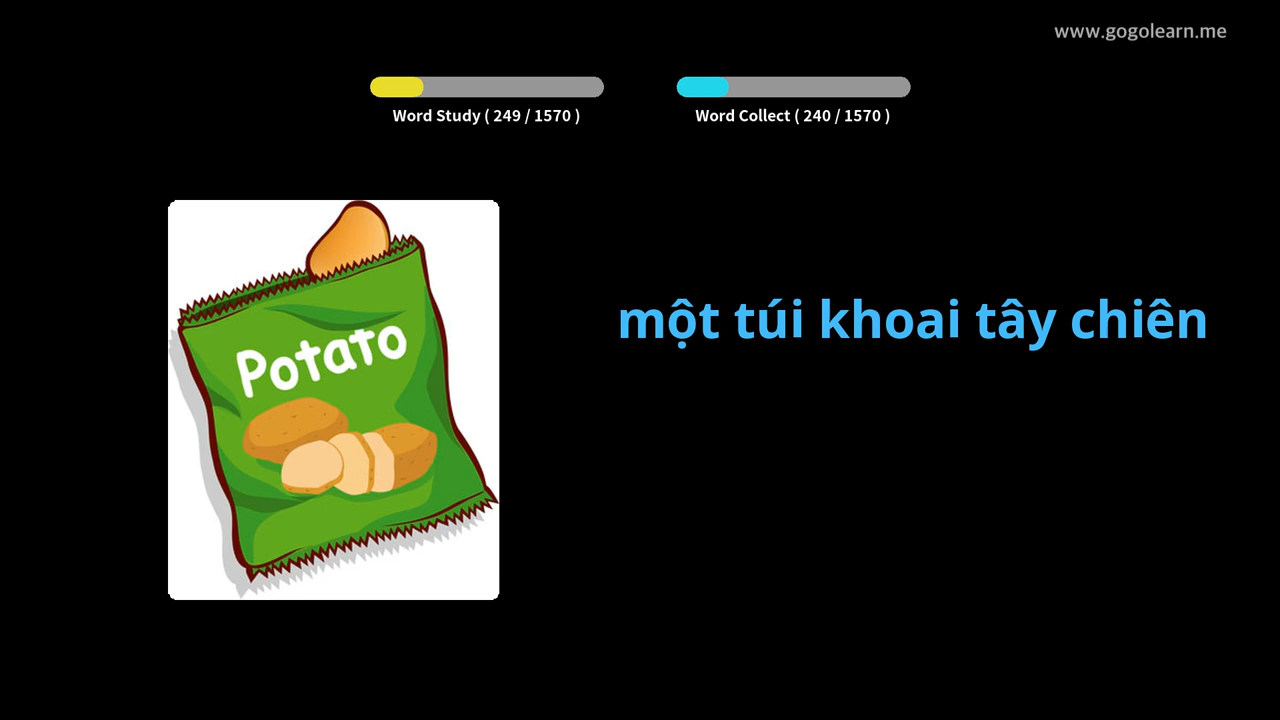 www.gogolearn.me
Word Study ( 249 / 1570 )
Word Collect ( 240 / 1570 )
Potato
một túi khoai tây chiên